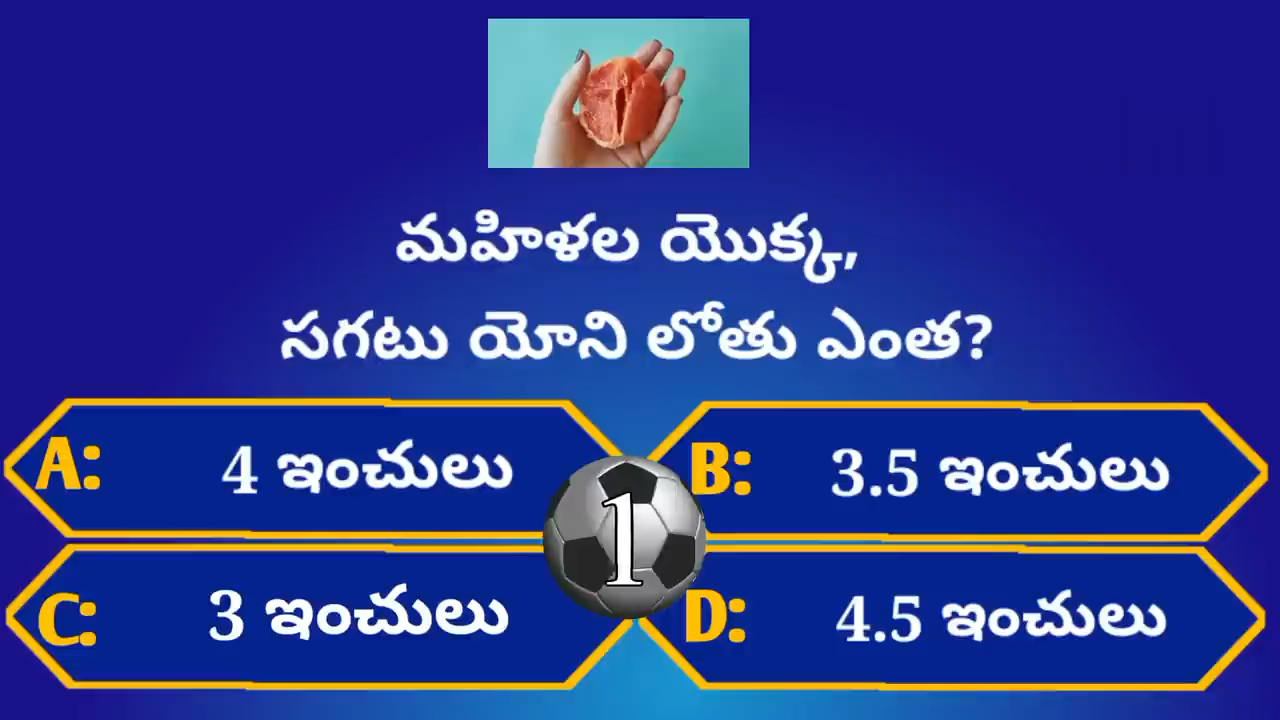 మహిళల యొక్క,
సగటు యోని లోతు ఎంత?
A: 4 ఇంచులు
B: 3.5 ఇంచులు
1
C: 3 ఇంచులు
D: 4.5 ఇంచులు